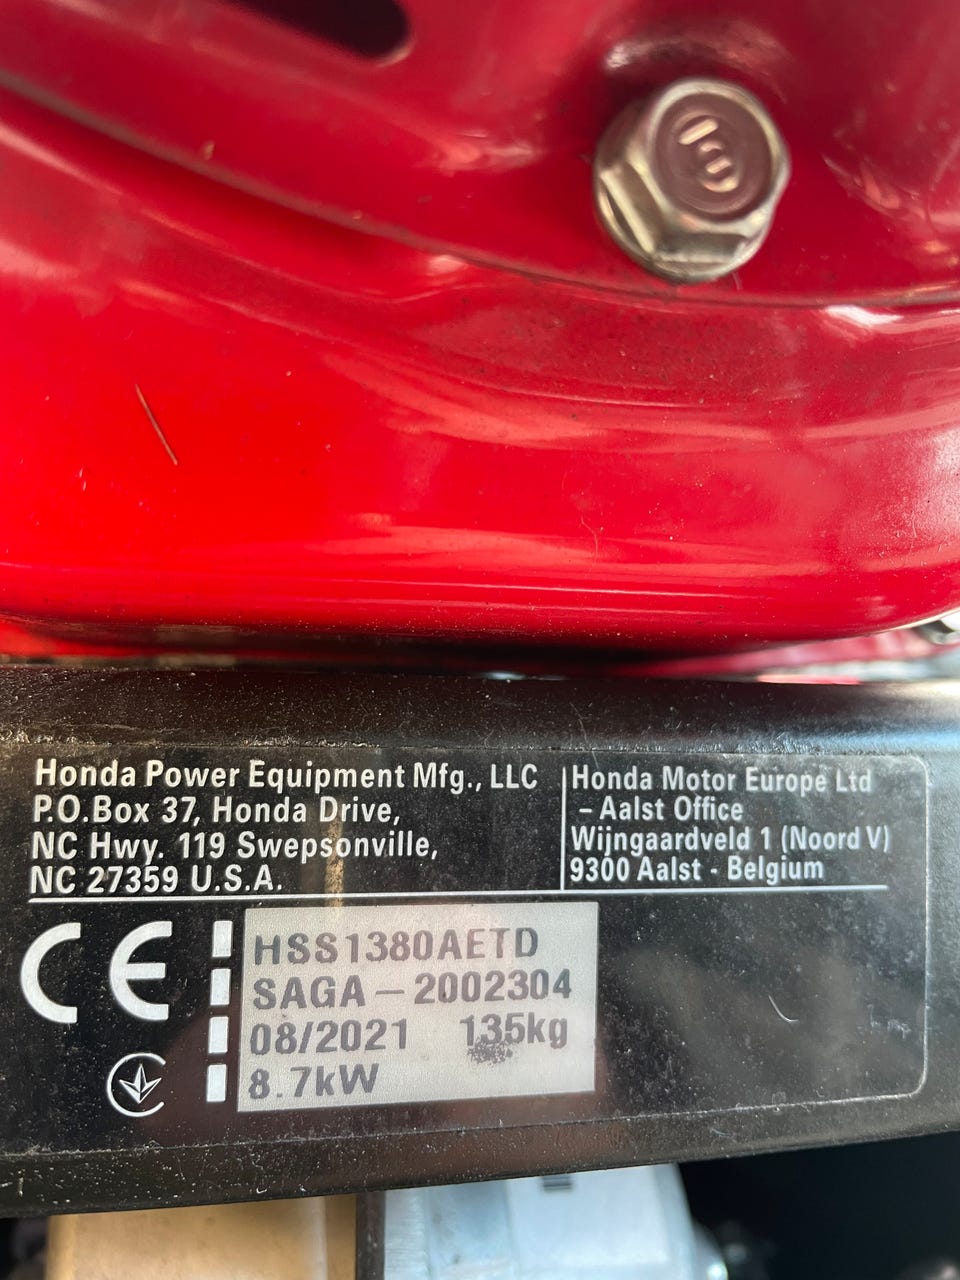 Honda Power Equipment Mfg., LLC
P.O.Box 37, Honda Drive,
NC Hwy. 119 Swepsonville,
NC 27359 U.S.A.
Honda Motor Europe Ltd
– Aalst Office
Wijngaardveld 1 (Noord V)
9300 Aalst - Belgium
CE
HSS1380AETD
SAGA–2002304
08/2021 135kg
8.7kW